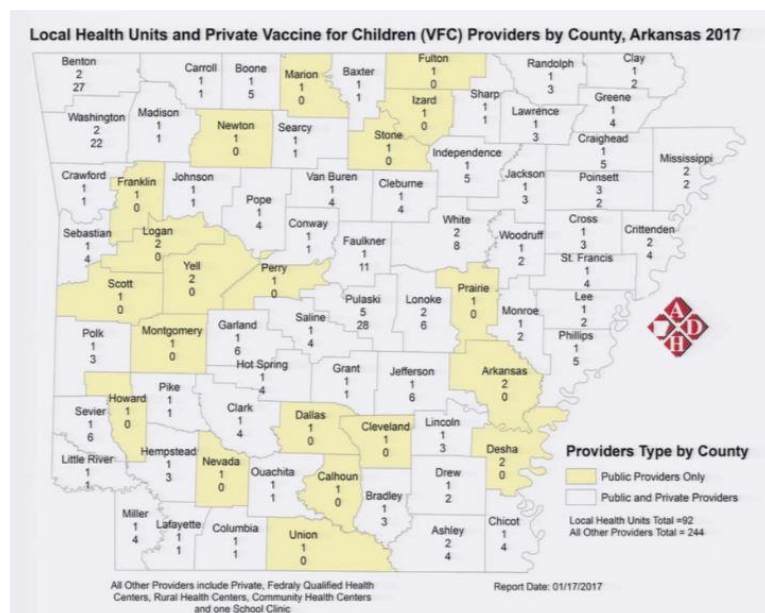 Local Health Units and Private Vaccine for Children (VFC) Providers by County, Arkansas 2017
Benton
2
27
Carroll
1
1
Boone
1
5
Marion
1
0
Baxter
1
1
Fulton
1
0
Randolph
1
3
Clay
1
2
Washington
2
22
Madison
1
1
Newton
1
0
Searcy
1
1
Stone
1
0
Izard
1
0
Sharp
1
1
Lawrence
1
3
Greene
1
4
Independence
1
5
Craighead
1
5
Mississippi
2
2
Crawford
1
1
Franklin
1
0
Johnson
1
1
Pope
1
4
Van Buren
1
4
Cleburne
1
4
Jackson
1
3
Poinsett
3
2
Sebastian
1
4
Logan
2
0
Conway
1
1
Faulkner
1
11
White
2
8
Woodruff
1
2
Cross
1
3
Crittenden
2
4
St. Francis
1
4
Scott
1
0
Yell
2
0
Perry
1
0
Pulaski
5
28
Lonoke
2
6
Prairie
1
0
Monroe
1
2
Lee
1
2
Phillips
1
5
A
D
H
Polk
1
3
Montgomery
1
0
Garland
1
6
Saline
1
4
Hot Spring
1
4
Grant
1
1
Jefferson
1
6
Arkansas
2
0
Howard
1
0
Pike
1
1
Clark
1
4
Dallas
1
0
Cleveland
1
0
Lincoln
1
3
Desha
2
0
Sevier
1
6
Little River
1
1
Hempstead
1
3
Nevada
1
0
Ouachita
1
1
Calhoun
1
0
Bradley
1
3
Drew
1
2
Miller
1
4
Lafayette
1
1
Columbia
1
1
Union
1
0
Ashley
2
4
Chicot
1
4
Providers Type by County
Public Providers Only
Public and Private Providers
Local Health Units Total =92
All Other Providers Total = 244
All Other Providers include Private, Fedraly Qualified Health
Centers, Rural Health Centers, Community Health Centers
and one School Clinic
Report Date: 01/17/2017